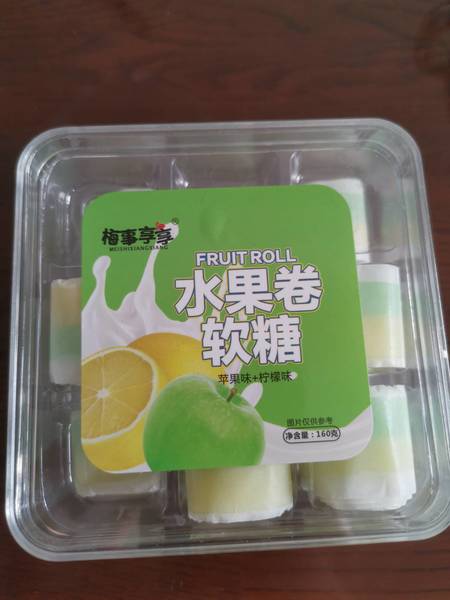 梅事享享
MEISHIXIANGXIANG
FRUIT ROLL
水果卷
软糖
苹果味+柠檬味
图片仅供参考
净含量:160克